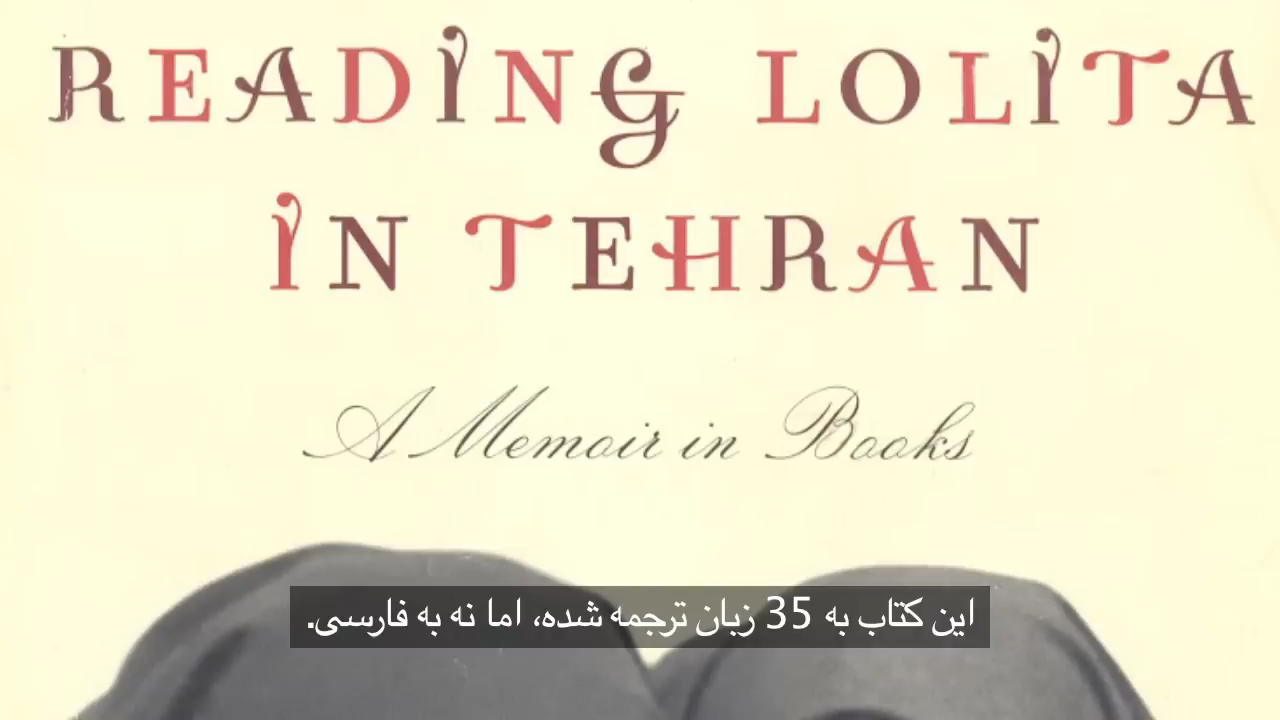 READING LOLITA
IN TEHRAN
A Memoir in Books
این کتاب به 35 زبان ترجمه شده، اما نه به فارسی.